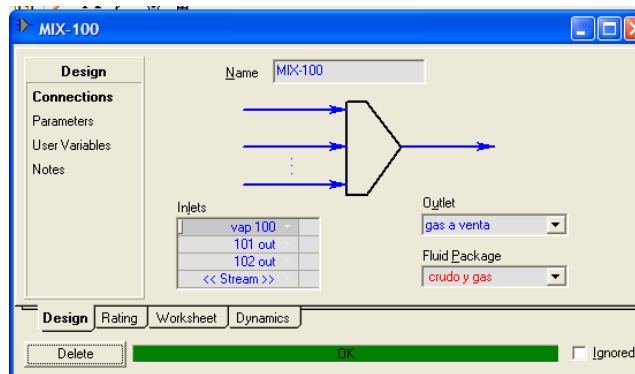 MIX-100
Design
Connections
Parameters
User Variables
Notes
Name MIX-100
Inlets
vap 100
101 out
102 out
<< Stream >>
Outlet
gas a venta
Fluid Package
crudo y gas
Design Rating Worksheet Dynamics
Delete OK Ignored